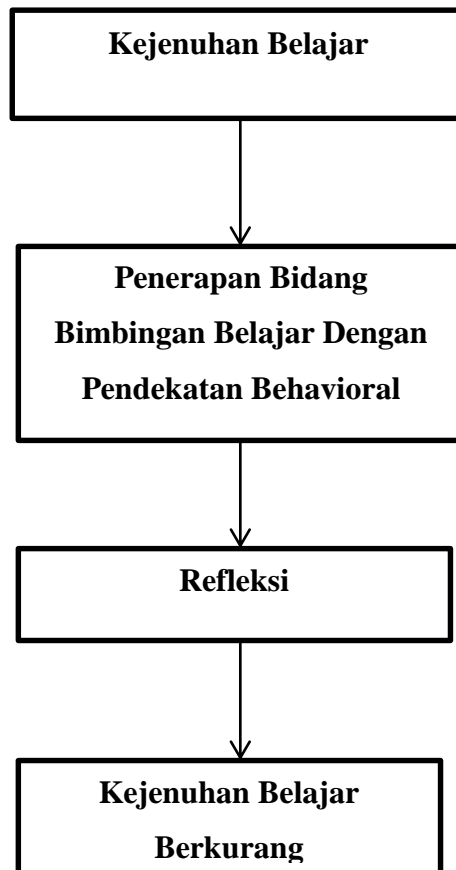 Kejenuhan Belajar
Penerapan Bidang
Bimbingan Belajar Dengan
Pendekatan Behavioral
Refleksi
Kejenuhan Belajar
Berkurang